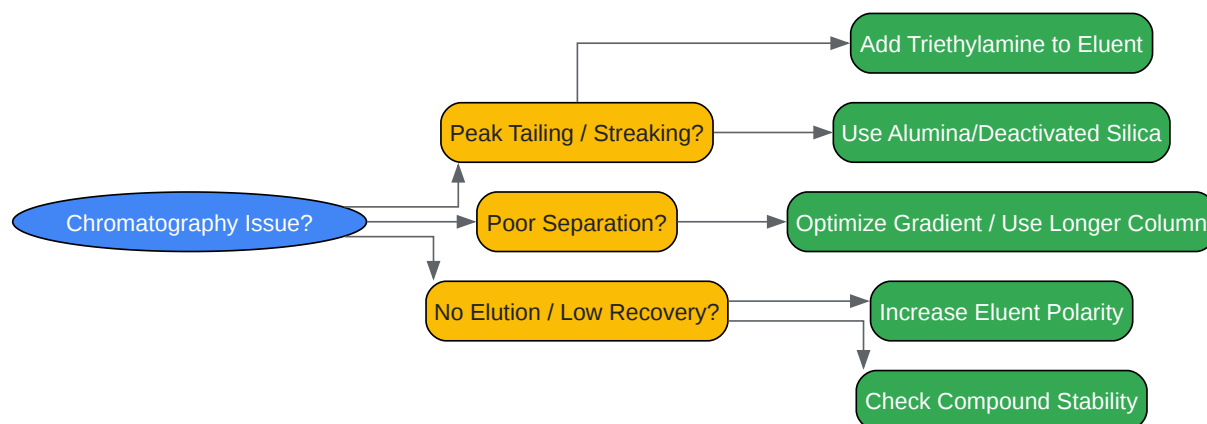 Add Triethylamine to Eluent
Peak Tailing / Streaking?
Use Alumina/Deactivated Silica
Chromatography Issue?
Poor Separation?
Optimize Gradient / Use Longer Column
No Elution / Low Recovery?
Increase Eluent Polarity
Check Compound Stability